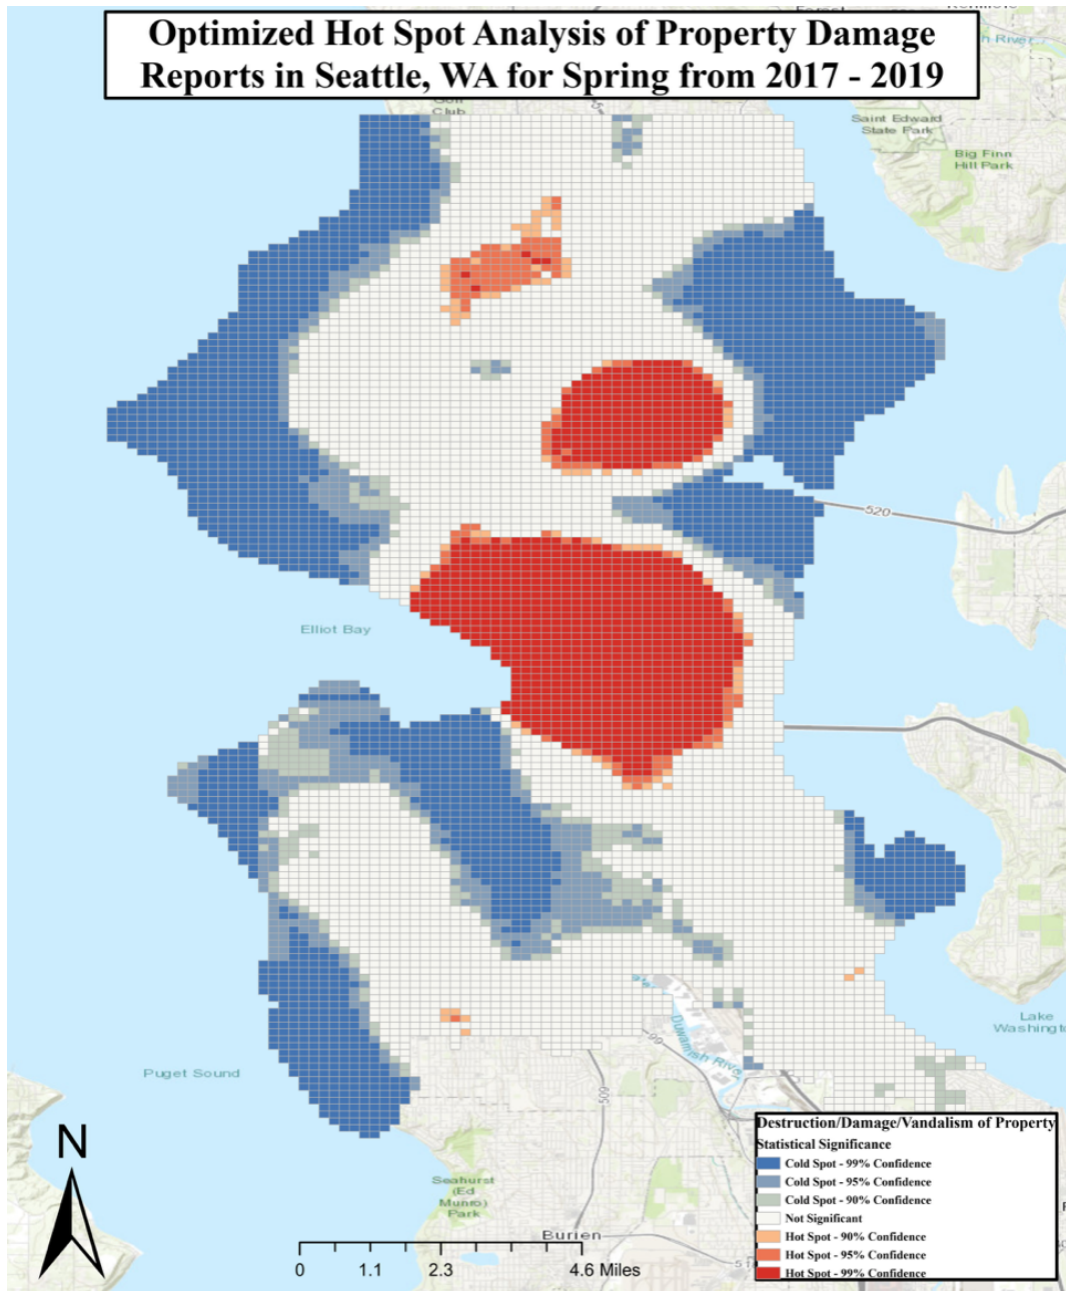 Optimized Hot Spot Analysis of Property Damage
Reports in Seattle, WA for Spring from 2017 - 2019
Club
Saint Edward
State Park
Big Finn
Hill Park
520
Elliot Bay
Lake
Puget Sound
Duwamish River
99
509
Seahurst
(Ed
Munro)
Park
Burien
N
0 1.1 2.3 4.6 Miles
Destruction/Damage/Vandalism of Property
Statistical Significance
Cold Spot - 99% Confidence
Cold Spot - 95% Confidence
Cold Spot - 90% Confidence
Not Significant
Hot Spot - 90% Confidence
Hot Spot - 95% Confidence
Hot Spot - 99% Confidence